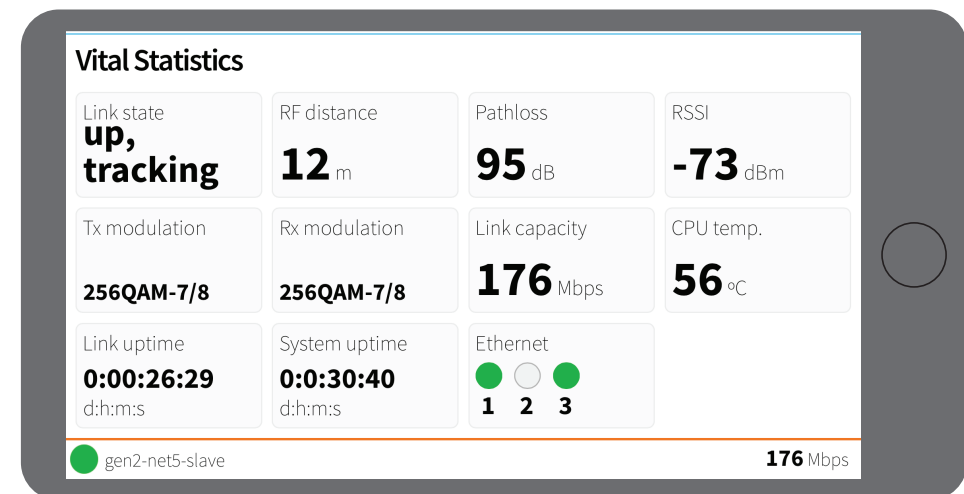 Vital Statistics
Link state
up,
tracking
RF distance
12 m
Pathloss
95 dB
RSSI
-73 dBm
Tx modulation
256QAM-7/8
Rx modulation
256QAM-7/8
Link capacity
176 Mbps
CPU temp.
56 ºC
Link uptime
0:00:26:29
d:h:m:s
System uptime
0:0:30:40
d:h:m:s
Ethernet
1 2 3
gen2-net5-slave
176 Mbps